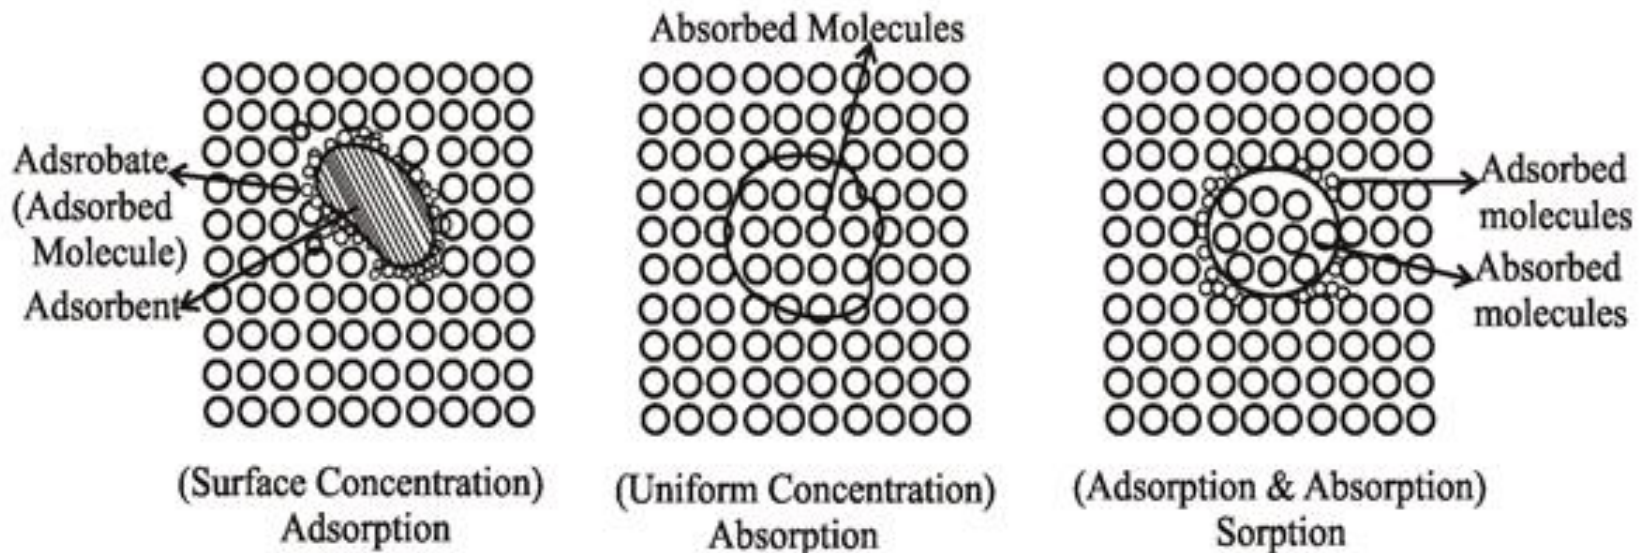 Adsrobate
(Adsorbed
Molecule)
Adsorbent
(Surface Concentration)
Adsorption
Absorbed Molecules
(Uniform Concentration)
Absorption
Adsorbed
molecules
Absorbed
molecules
(Adsorption & Absorption)
Sorption